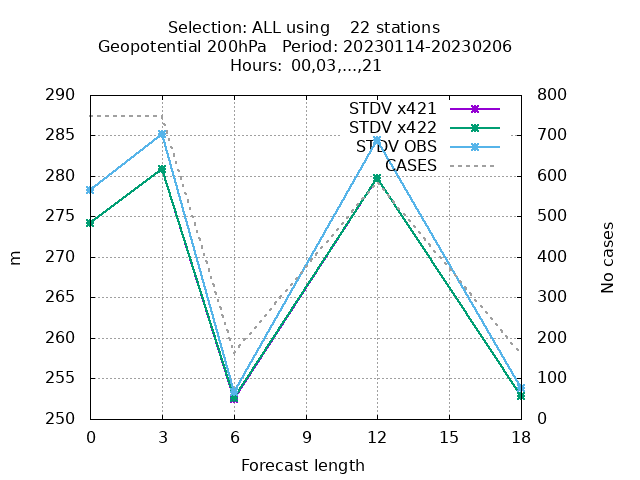 Selection: ALL using    22 stations
Geopotential 200hPa   Period: 20230114-20230206
Hours:  00,03,...,21
290
285
280
275
270
265
260
255
250
m
800
700
600
500
400
300
200
100
0
No cases
STDV x421
STDV x422
STDV OBS
CASES
0 3 6 9 12 15 18
Forecast length